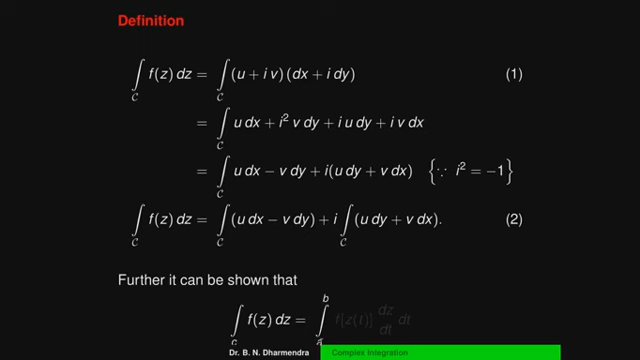 Definition
∫_C f(z) dz = ∫_C (u + i v) (dx + i dy) (1)
= ∫_C u dx + i² v dy + i u dy + i v dx
= ∫_C u dx − v dy + i(u dy + v dx) {∵ i² = −1}
∫_C f(z) dz = ∫_C (u dx − v dy) + i ∫_C (u dy + v dx). (2)
Further it can be shown that
∫_C f(z) dz = ∫_a^b f[z(t)] dz/dt dt
Dr. B. N. Dharmendra Complex Integration